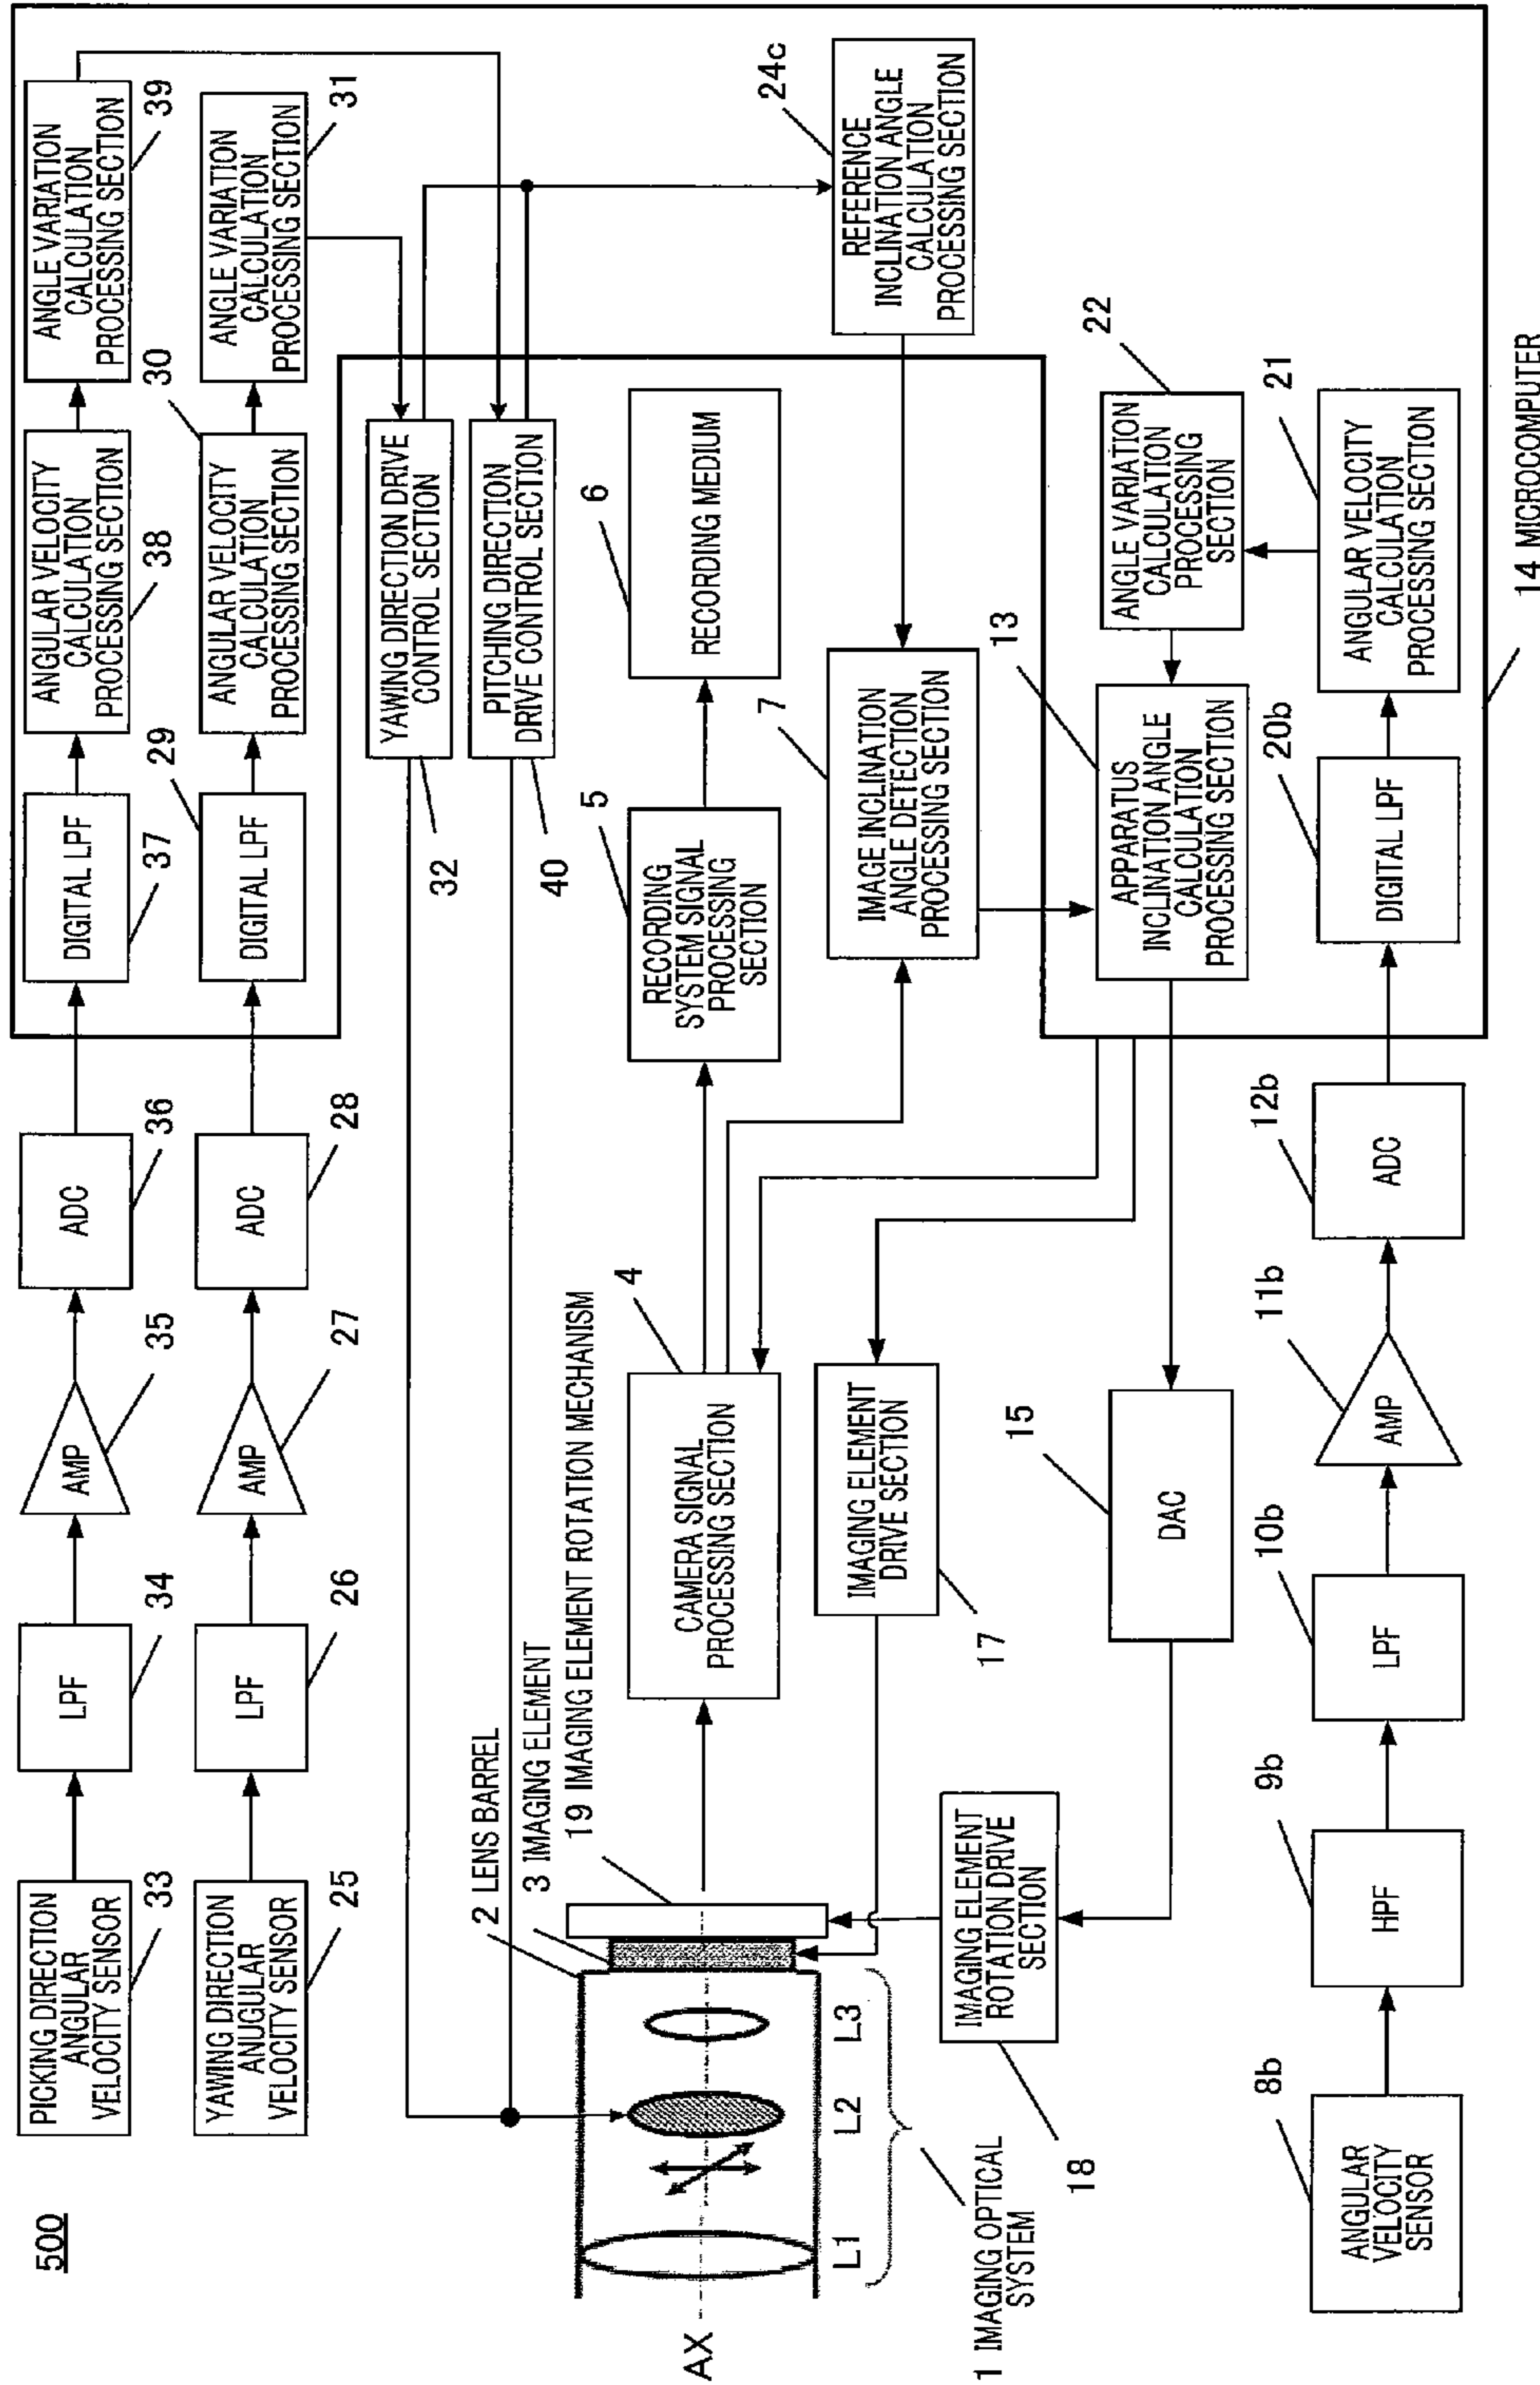 500
PICKING DIRECTION
ANGULAR
VELOCITY SENSOR
33
LPF
34
AMP
35
ADC
36
DIGITAL LPF
37
ANGULAR VELOCITY
CALCULATION
PROCESSING SECTION
38
ANGLE VARIATION
CALCULATION
PROCESSING SECTION
39
YAWING DIRECTION
ANUGULAR
VELOCITY SENSOR
25
LPF
26
AMP
27
ADC
28
DIGITAL LPF
29
ANGULAR VELOCITY
CALCULATION
PROCESSING SECTION
30
ANGLE VARIATION
CALCULATION
PROCESSING SECTION
31
YAWING DIRECTION DRIVE
CONTROL SECTION
32
PITCHING DIRECTION
DRIVE CONTROL SECTION
40
REFERENCE
INCLINATION ANGLE
CALCULATION
PROCESSING SECTION
24c
2 LENS BARREL
3 IMAGING ELEMENT
19 IMAGING ELEMENT ROTATION MECHANISM
AX
L1
L2
L3
1 IMAGING OPTICAL
SYSTEM
CAMERA SIGNAL
PROCESSING SECTION
4
RECORDING
SYSTEM SIGNAL
PROCESSING
SECTION
5
RECORDING MEDIUM
6
IMAGING ELEMENT
DRIVE SECTION
17
IMAGE INCLINATION
ANGLE DETECTION
PROCESSING SECTION
7
IMAGING ELEMENT
ROTATION DRIVE
SECTION
18
DAC
15
APPARATUS
INCLINATION ANGLE
CALCULATION
PROCESSING SECTION
13
ANGLE VARIATION
CALCULATION
PROCESSING
SECTION
22
ANGULAR
VELOCITY
SENSOR
8b
HPF
9b
LPF
10b
AMP
11b
ADC
12b
DIGITAL LPF
20b
ANGULAR VELOCITY
CALCULATION
PROCESSING SECTION
21
14 MICROCOMPUTER